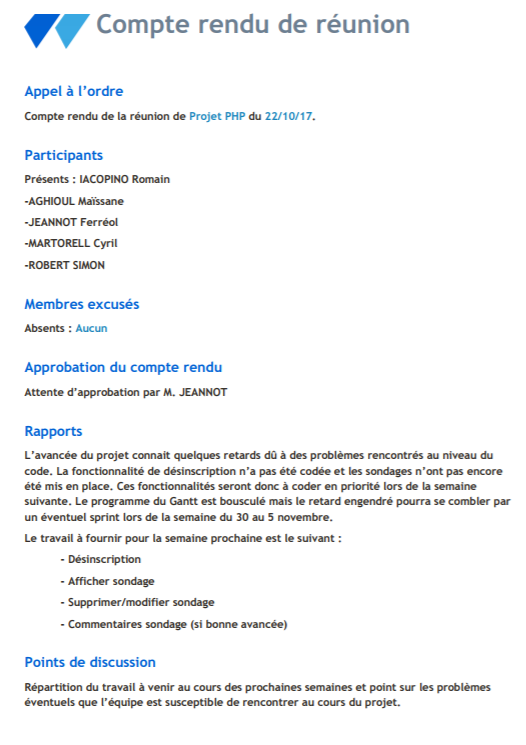 Compte rendu de réunion
Appel à l’ordre
Compte rendu de la réunion de Projet PHP du 22/10/17.
Participants
Présents : IACOPINO Romain
-AGHIOUL Maïssane
-JEANNOT Ferréol
-MARTORELL Cyril
-ROBERT SIMON
Membres excusés
Absents : Aucun
Approbation du compte rendu
Attente d’approbation par M. JEANNOT
Rapports
L’avancée du projet connait quelques retards dû à des problèmes rencontrés au niveau du
code. La fonctionnalité de désinscription n’a pas été codée et les sondages n’ont pas encore
été mis en place. Ces fonctionnalités seront donc à coder en priorité lors de la semaine
suivante. Le programme du Gantt est bousculé mais le retard engendré pourra se combler par
un éventuel sprint lors de la semaine du 30 au 5 novembre.
Le travail à fournir pour la semaine prochaine est le suivant :
- Désinscription
- Afficher sondage
- Supprimer/modifier sondage
- Commentaires sondage (si bonne avancée)
Points de discussion
Répartition du travail à venir au cours des prochaines semaines et point sur les problèmes
éventuels que l’équipe est susceptible de rencontrer au cours du projet.